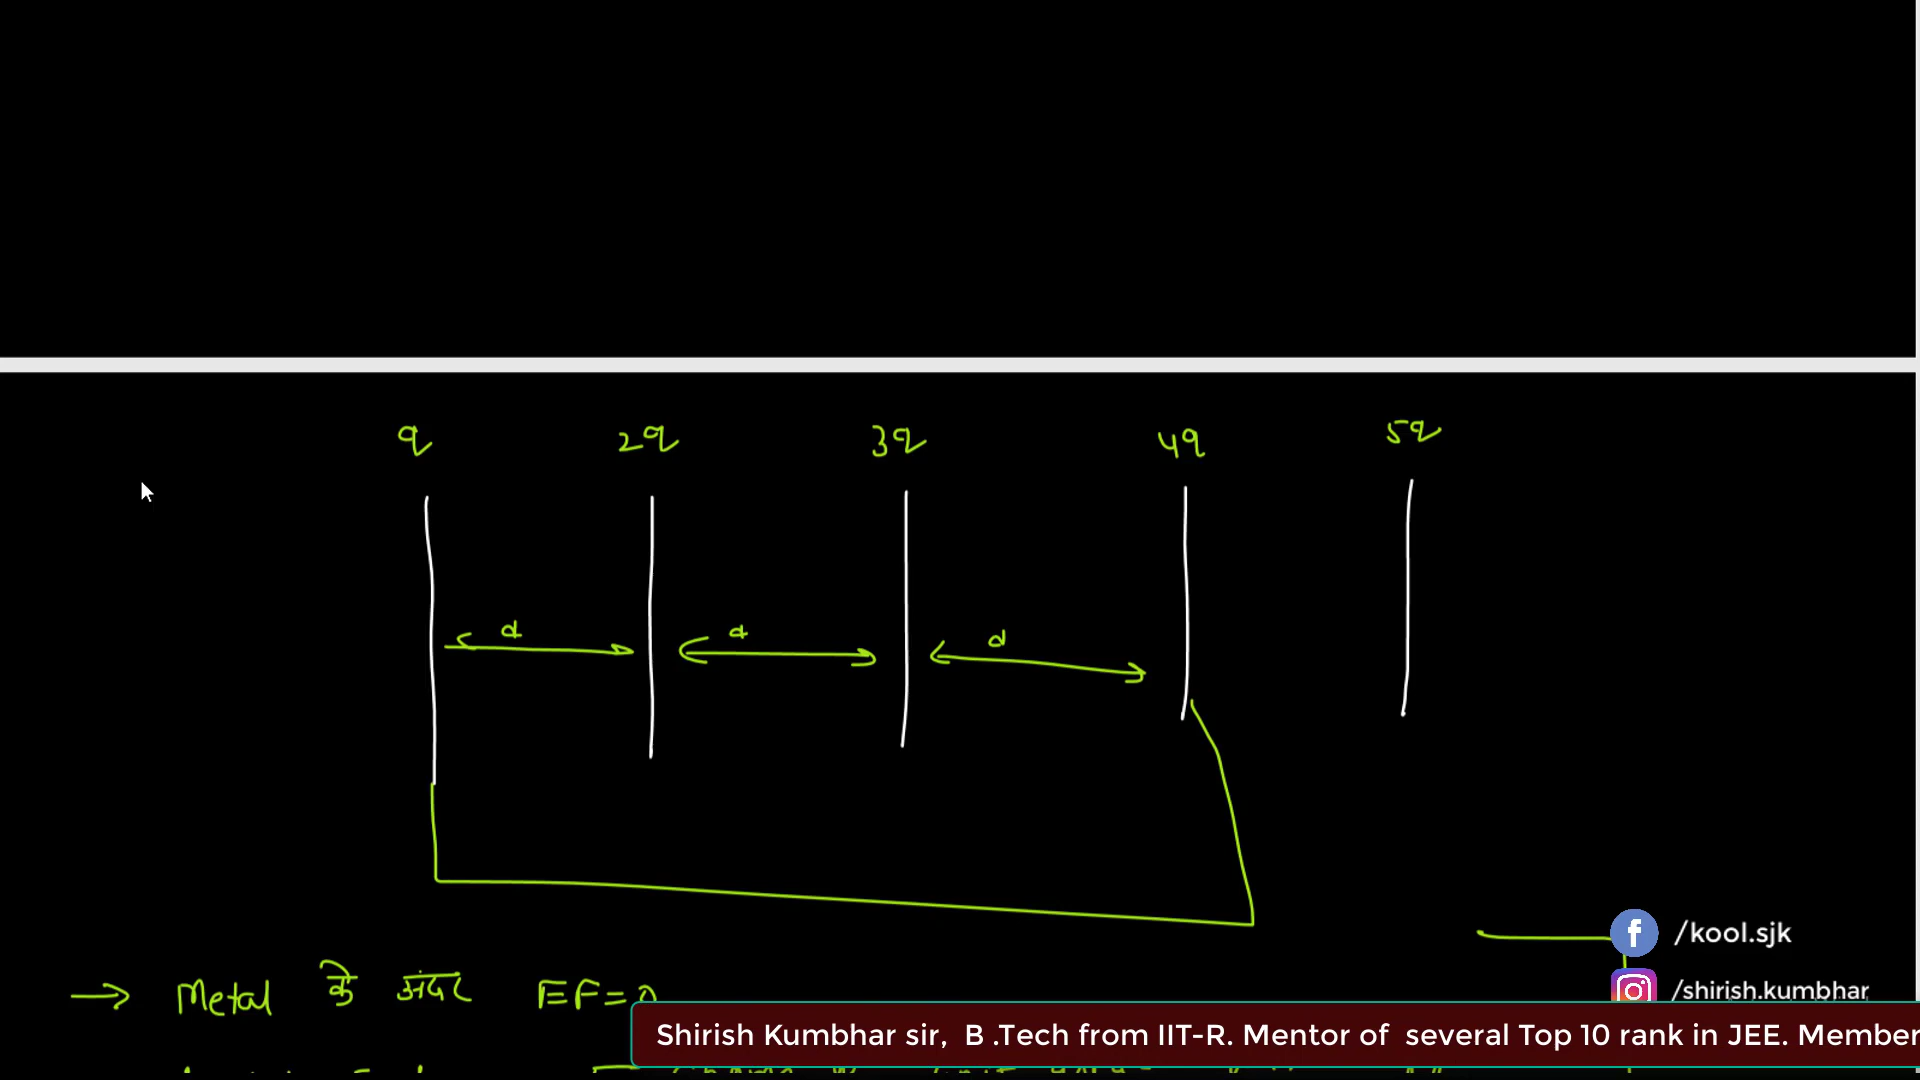 q 2q 3q 4q 5q
d d d
/kool.sjk
→ Metal के अंदर EF=0
/shirish.kumbhar
Shirish Kumbhar sir, B .Tech from IIT-R. Mentor of several Top 10 rank in JEE. Member